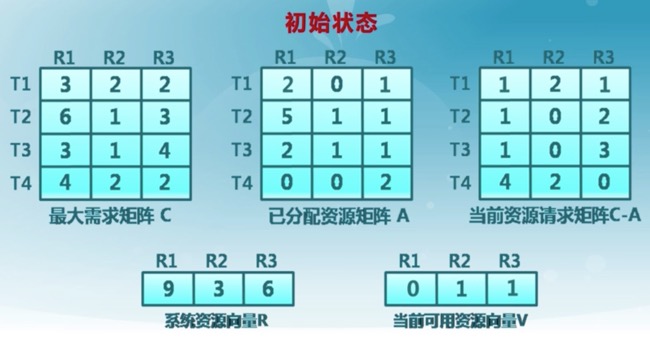 初始状态
R1 R2 R3 R1 R2 R3 R1 R2 R3
T1 3 2 2 T1 2 0 1 T1 1 2 1
T2 6 1 3 T2 5 1 1 T2 1 0 2
T3 3 1 4 T3 2 1 1 T3 1 0 3
T4 4 2 2 T4 0 0 2 T4 4 2 0
最大需求矩阵 C 已分配资源矩阵 A 当前资源请求矩阵C-A
R1 R2 R3 R1 R2 R3
9 3 6 0 1 1
系统资源向量R 当前可用资源向量V